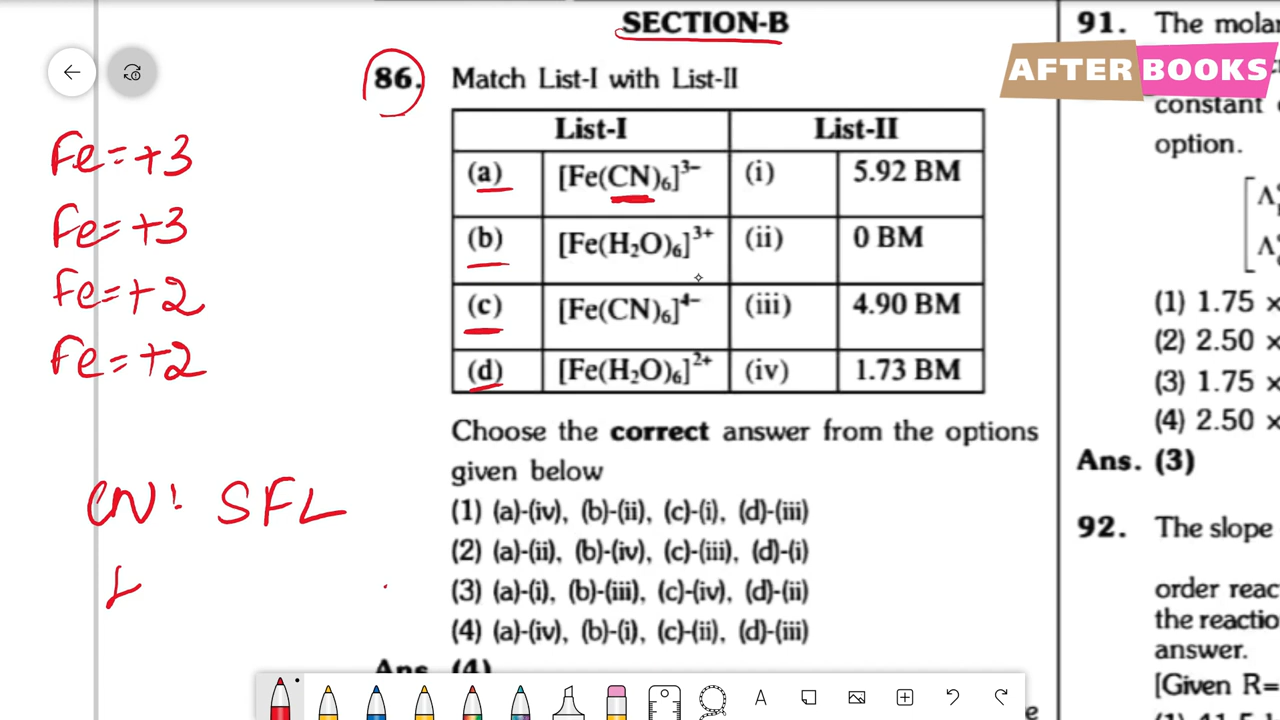 SECTION-B
86. Match List-I with List-II
List-I List-II
(a) [Fe(CN)₆]³⁻ (i) 5.92 BM
(b) [Fe(H₂O)₆]³⁺ (ii) 0 BM
(c) [Fe(CN)₆]⁴⁻ (iii) 4.90 BM
(d) [Fe(H₂O)₆]²⁺ (iv) 1.73 BM
Choose the correct answer from the options
given below
(1) (a)-(iv), (b)-(ii), (c)-(i), (d)-(iii)
(2) (a)-(ii), (b)-(iv), (c)-(iii), (d)-(i)
(3) (a)-(i), (b)-(iii), (c)-(iv), (d)-(ii)
(4) (a)-(iv), (b)-(i), (c)-(ii), (d)-(iii)
Ans. (4)
Fe=+3
Fe=+3
Fe=+2
Fe=+2
CN: SFL
91. The molar
AFTERBOOKS
constant
option.
(1) 1.75 ×
(2) 2.50 ×
(3) 1.75 ×
(4) 2.50 ×
Ans. (3)
92. The slope
order reac
the reaction
answer.
[Given R=
A